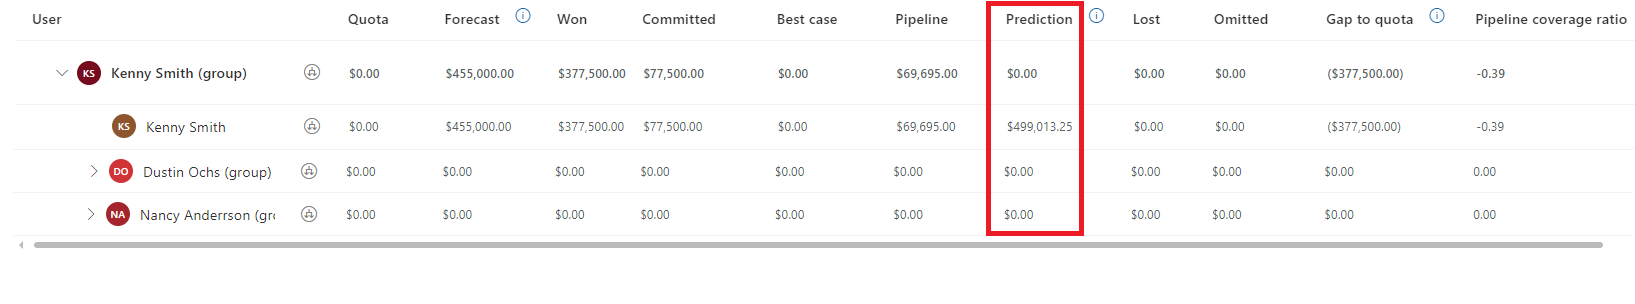 User Quota Forecast Won Committed Best case Pipeline Prediction Lost Omitted Gap to quota Pipeline coverage ratio
KS Kenny Smith (group) $0.00 $455,000.00 $377,500.00 $77,500.00 $0.00 $69,695.00 $0.00 $0.00 $0.00 ($377,500.00) -0.39
KS Kenny Smith $0.00 $455,000.00 $377,500.00 $77,500.00 $0.00 $69,695.00 $499,013.25 $0.00 $0.00 ($377,500.00) -0.39
DO Dustin Ochs (group) $0.00 $0.00 $0.00 $0.00 $0.00 $0.00 $0.00 $0.00 $0.00 $0.00 0.00
NA Nancy Anderrson (gr $0.00 $0.00 $0.00 $0.00 $0.00 $0.00 $0.00 $0.00 $0.00 $0.00 0.00